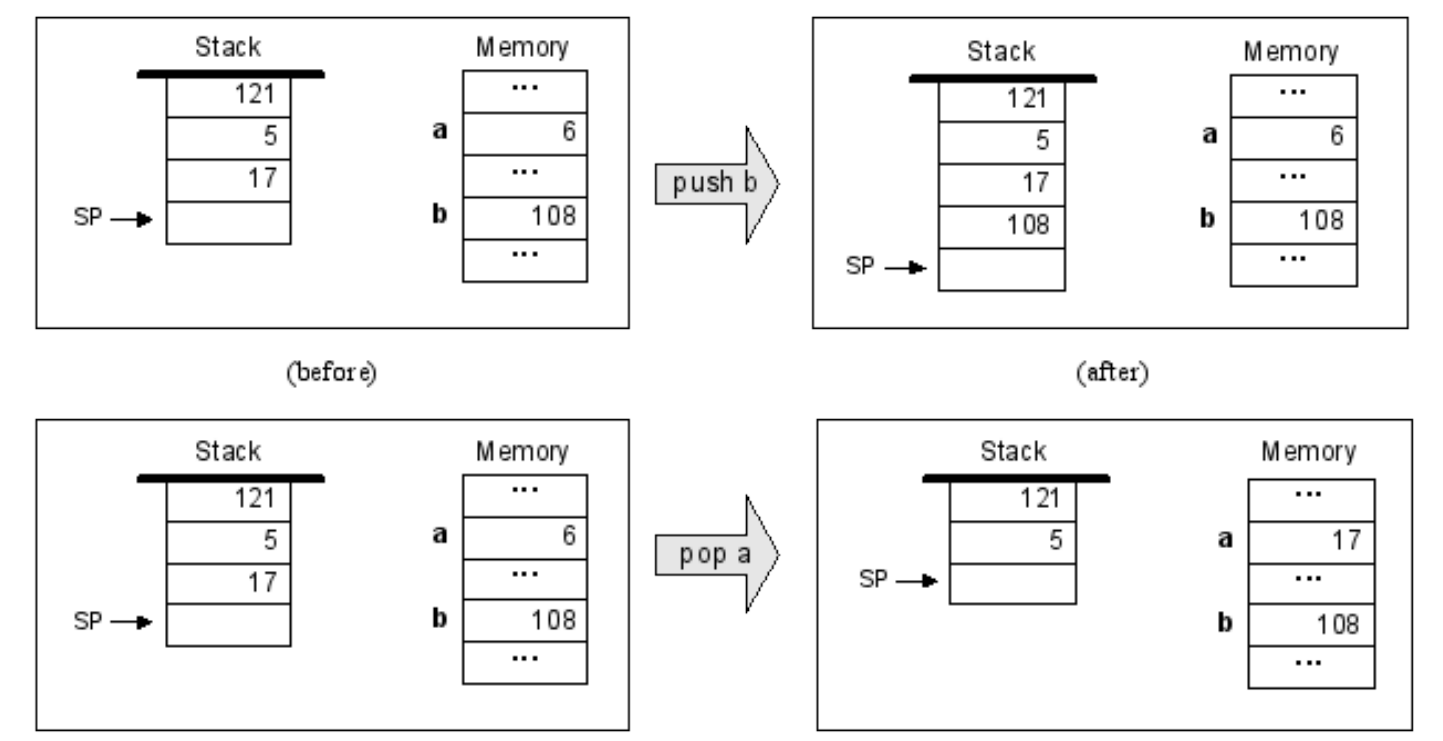 Stack Memory Stack Memory
121 ... 121 ...
5 a 6 5 a 6
17 ... push b 17 ...
SP b 108 108 b 108
... SP ...
(before) (after)
Stack Memory Stack Memory
121 ... 121 ...
5 a 6 5 a 17
17 ... pop a SP ...
SP b 108 b 108
... ...